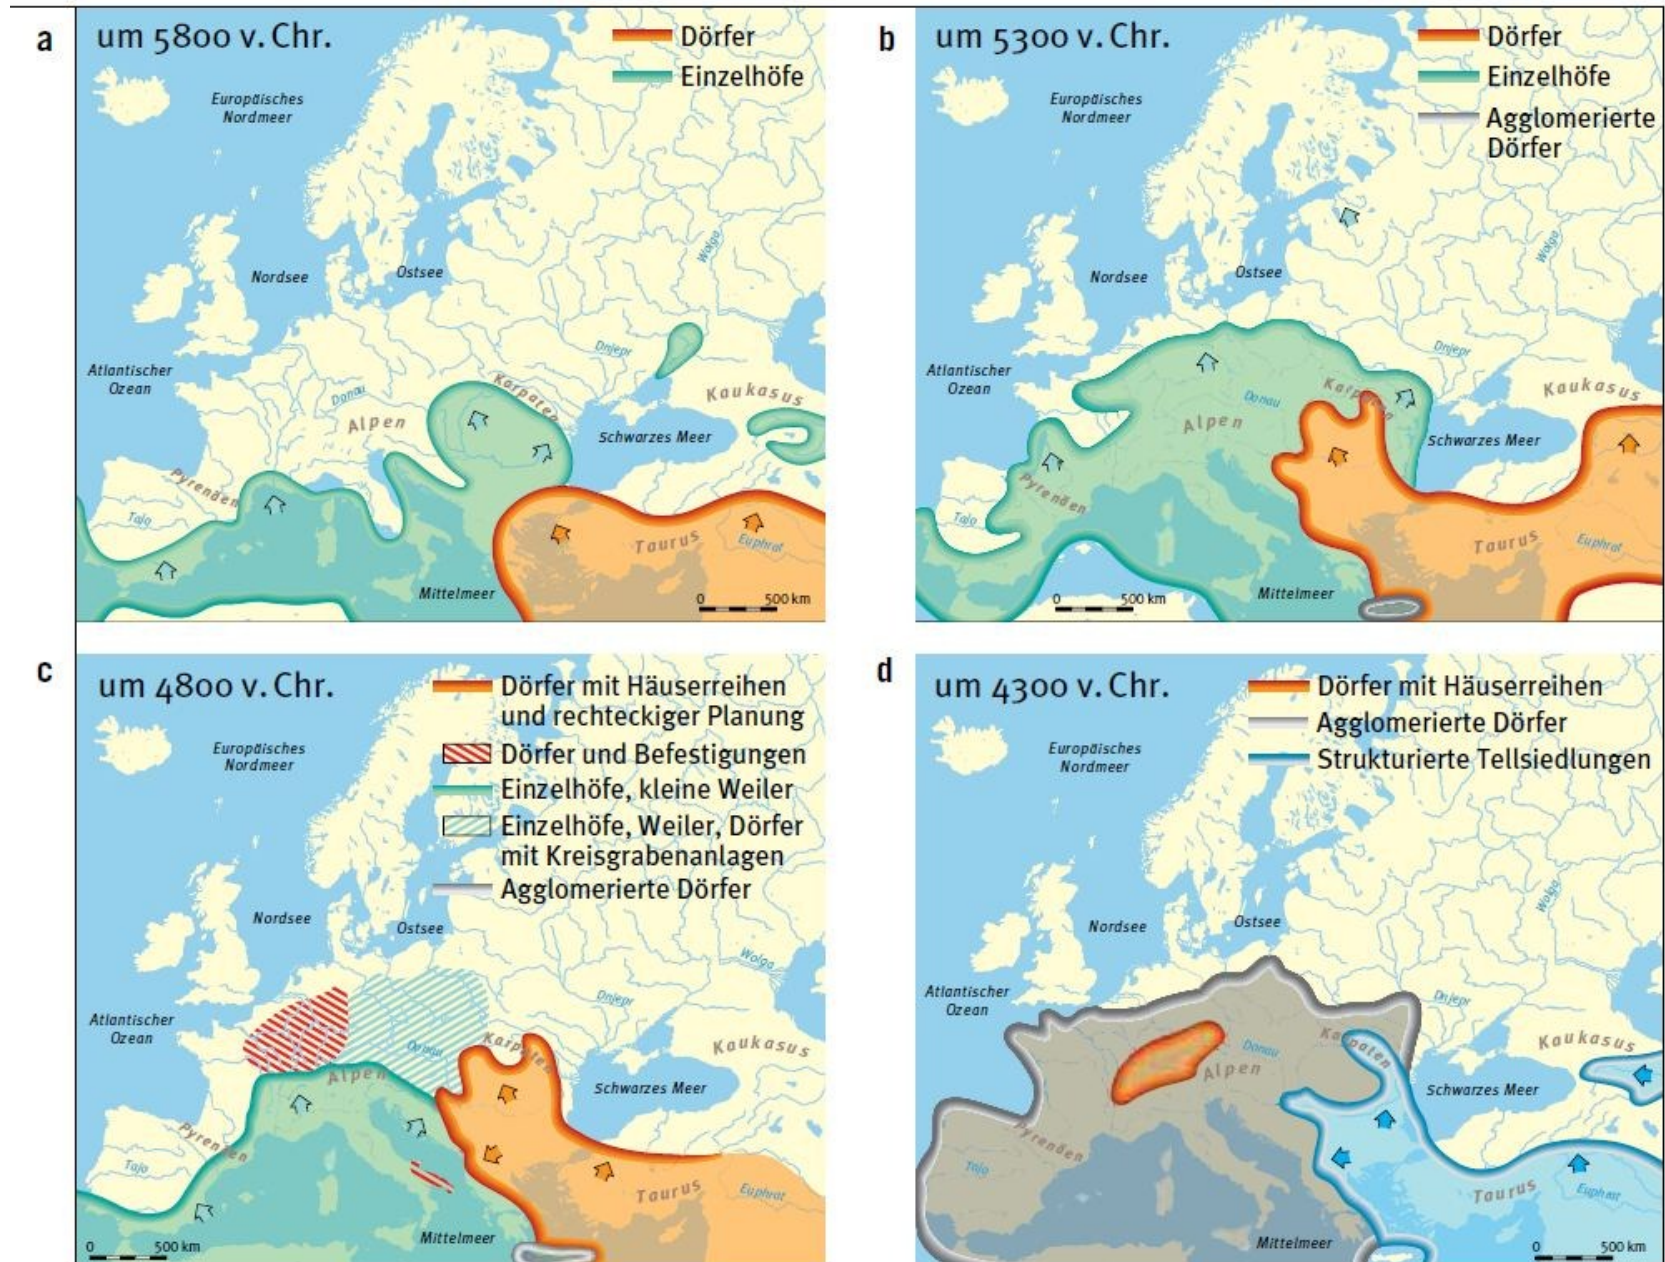 a
um 5800 v. Chr.
Dörfer
Einzelhöfe
Europäisches
Nordmeer
Wolga
Nordsee
Ostsee
Dnjepr
Atlantischer
Ozean
Donau
Karpaten
Kaukasus
Alpen
Schwarzes Meer
Pyrenäen
Tajo
Taurus
Euphrat
Mittelmeer
0 500 km
b
um 5300 v. Chr.
Dörfer
Einzelhöfe
Agglomerierte
Dörfer
Europäisches
Nordmeer
Wolga
Nordsee
Ostsee
Dnjepr
Atlantischer
Ozean
Donau
Karpaten
Kaukasus
Alpen
Schwarzes Meer
Pyrenäen
Tajo
Taurus
Euphrat
0 500 km
Mittelmeer
c
um 4800 v. Chr.
Dörfer mit Häuserreihen
und rechteckiger Planung
Dörfer und Befestigungen
Einzelhöfe, kleine Weiler
Einzelhöfe, Weiler, Dörfer
mit Kreisgrabenanlagen
Agglomerierte Dörfer
Europäisches
Nordmeer
Nordsee
Ostsee
Wolga
Dnjepr
Atlantischer
Ozean
Donau
Karpaten
Kaukasus
Alpen
Schwarzes Meer
Pyrenäen
Tajo
Taurus
Euphrat
Mittelmeer
0 500 km
d
um 4300 v. Chr.
Dörfer mit Häuserreihen
Agglomerierte Dörfer
Strukturierte Tellsiedlungen
Europäisches
Nordmeer
Wolga
Nordsee
Ostsee
Atlantischer
Ozean
Dnjepr
Donau
Karpaten
Kaukasus
Alpen
Schwarzes Meer
Pyrenäen
Tajo
Taurus
Euphrat
Mittelmeer
0 500 km